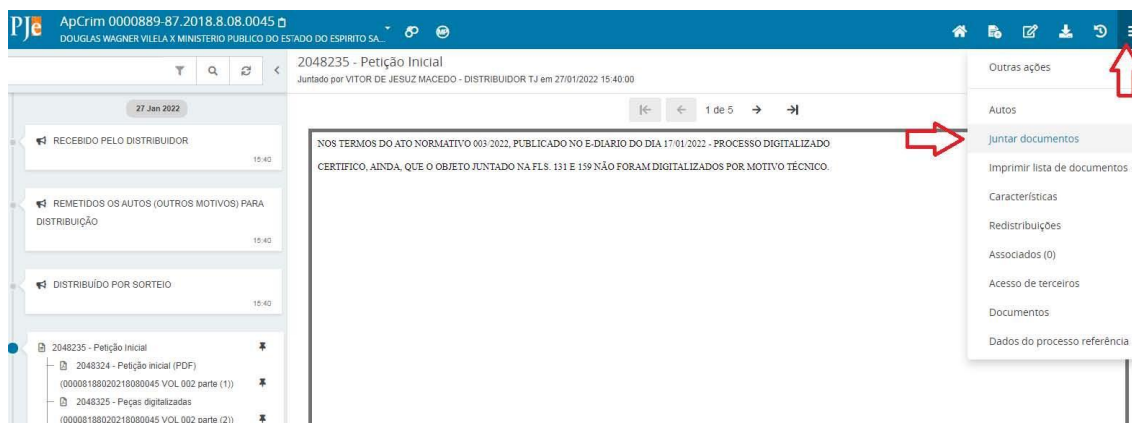 PJe
ApCrim 0000889-87.2018.8.08.0045
DOUGLAS WAGNER VILELA X MINISTERIO PUBLICO DO ESTADO DO ESPIRITO SA...
2048235 - Petição Inicial
Juntado por VITOR DE JESUZ MACEDO - DISTRIBUIDOR TJ em 27/01/2022 15:40:00
27 Jan 2022
RECEBIDO PELO DISTRIBUIDOR
15:40
REMETIDOS OS AUTOS (OUTROS MOTIVOS) PARA
DISTRIBUIÇÃO
15:40
DISTRIBUÍDO POR SORTEIO
15:40
2048235 - Petição Inicial
2048324 - Petição inicial (PDF)
(00008188020218080045 VOL 002 parte (1))
2048325 - Peças digitalizadas
(00008188020218080045 VOL 002 parte (2))
1 de 5
NOS TERMOS DO ATO NORMATIVO 003/2022, PUBLICADO NO E-DIARIO DO DIA 17/01/2022 - PROCESSO DIGITALIZADO
CERTIFICO, AINDA, QUE O OBJETO JUNTADO NA FLS. 131 E 159 NÃO FORAM DIGITALIZADOS POR MOTIVO TÉCNICO.
Outras ações
Autos
Juntar documentos
Imprimir lista de documentos
Características
Redistribuições
Associados (0)
Acesso de terceiros
Documentos
Dados do processo referência